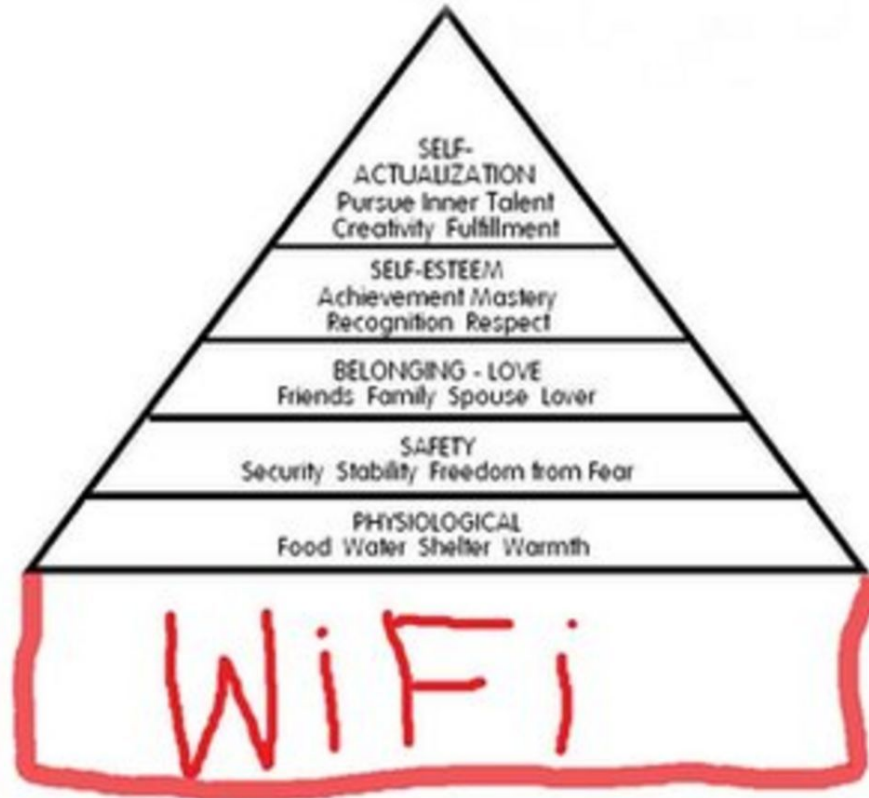 SELF-
ACTUALIZATION
Pursue Inner Talent
Creativity Fulfillment
SELF-ESTEEM
Achievement Mastery
Recognition Respect
BELONGING - LOVE
Friends Family Spouse Lover
SAFETY
Security Stability Freedom from Fear
PHYSIOLOGICAL
Food Water Shelter Warmth
WiFi